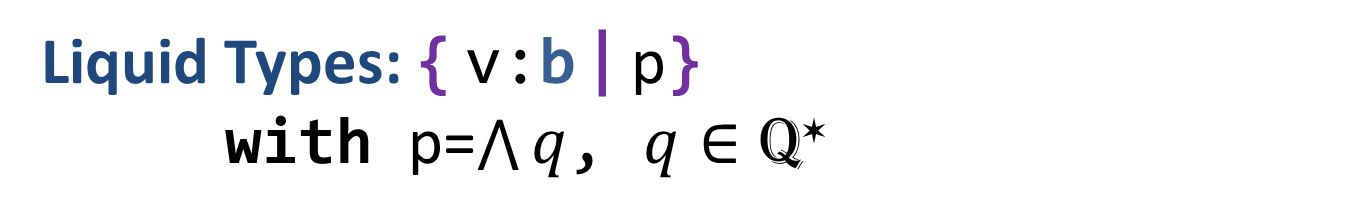 Liquid Types: { v:b | p}
with p=⋀ q, q ∈ ℚ★